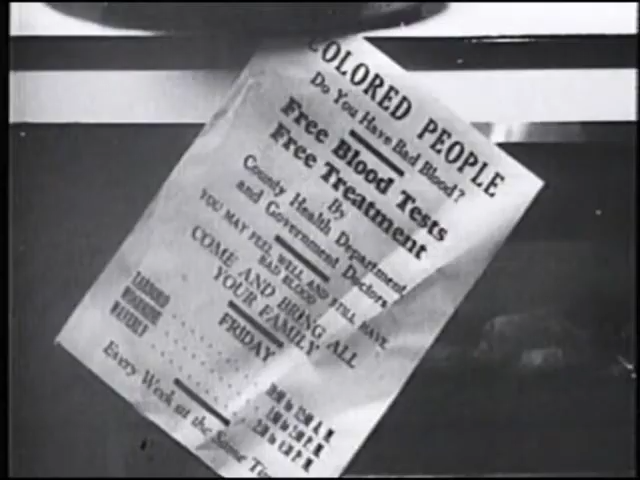 COLORED PEOPLE
Do You Have Bad Blood?
Free Blood Tests
Free Treatment
By
County Health Department
and Government Doctors
YOU MAY FEEL WELL AND STILL HAVE
BAD BLOOD
COME AND BRING ALL
YOUR FAMILY
FRIDAY
WAVERLY
Every Week at the Same